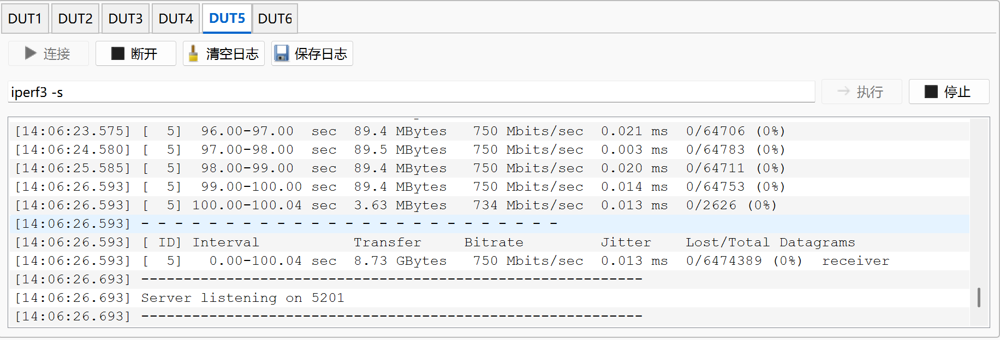 DUT1 DUT2 DUT3 DUT4 DUT5 DUT6
连接 断开 清空日志 保存日志
iperf3 -s 执行 停止
[14:06:23.575] [  5]  96.00-97.00  sec  89.4 MBytes   750 Mbits/sec  0.021 ms  0/64706 (0%)
[14:06:24.580] [  5]  97.00-98.00  sec  89.5 MBytes   750 Mbits/sec  0.003 ms  0/64783 (0%)
[14:06:25.585] [  5]  98.00-99.00  sec  89.4 MBytes   750 Mbits/sec  0.020 ms  0/64711 (0%)
[14:06:26.593] [  5]  99.00-100.00 sec  89.4 MBytes   750 Mbits/sec  0.014 ms  0/64753 (0%)
[14:06:26.593] [  5] 100.00-100.04 sec  3.63 MBytes   734 Mbits/sec  0.013 ms  0/2626 (0%)
[14:06:26.593] - - - - - - - - - - - - - - - - - - - - - - - - -
[14:06:26.593] [ ID] Interval           Transfer     Bitrate         Jitter    Lost/Total Datagrams
[14:06:26.593] [  5]   0.00-100.04 sec  8.73 GBytes   750 Mbits/sec  0.013 ms  0/6474389 (0%)  receiver
[14:06:26.693] -----------------------------------------------------------
[14:06:26.693] Server listening on 5201
[14:06:26.693] -----------------------------------------------------------